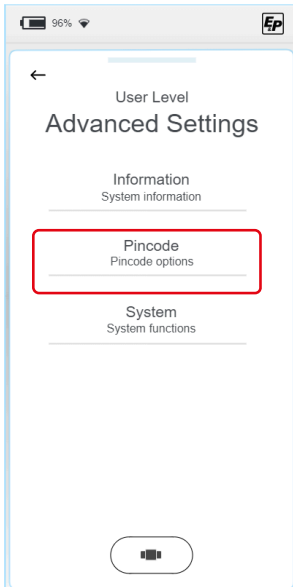 96%
EP
User Level
Advanced Settings
Information
System information
Pincode
Pincode options
System
System functions